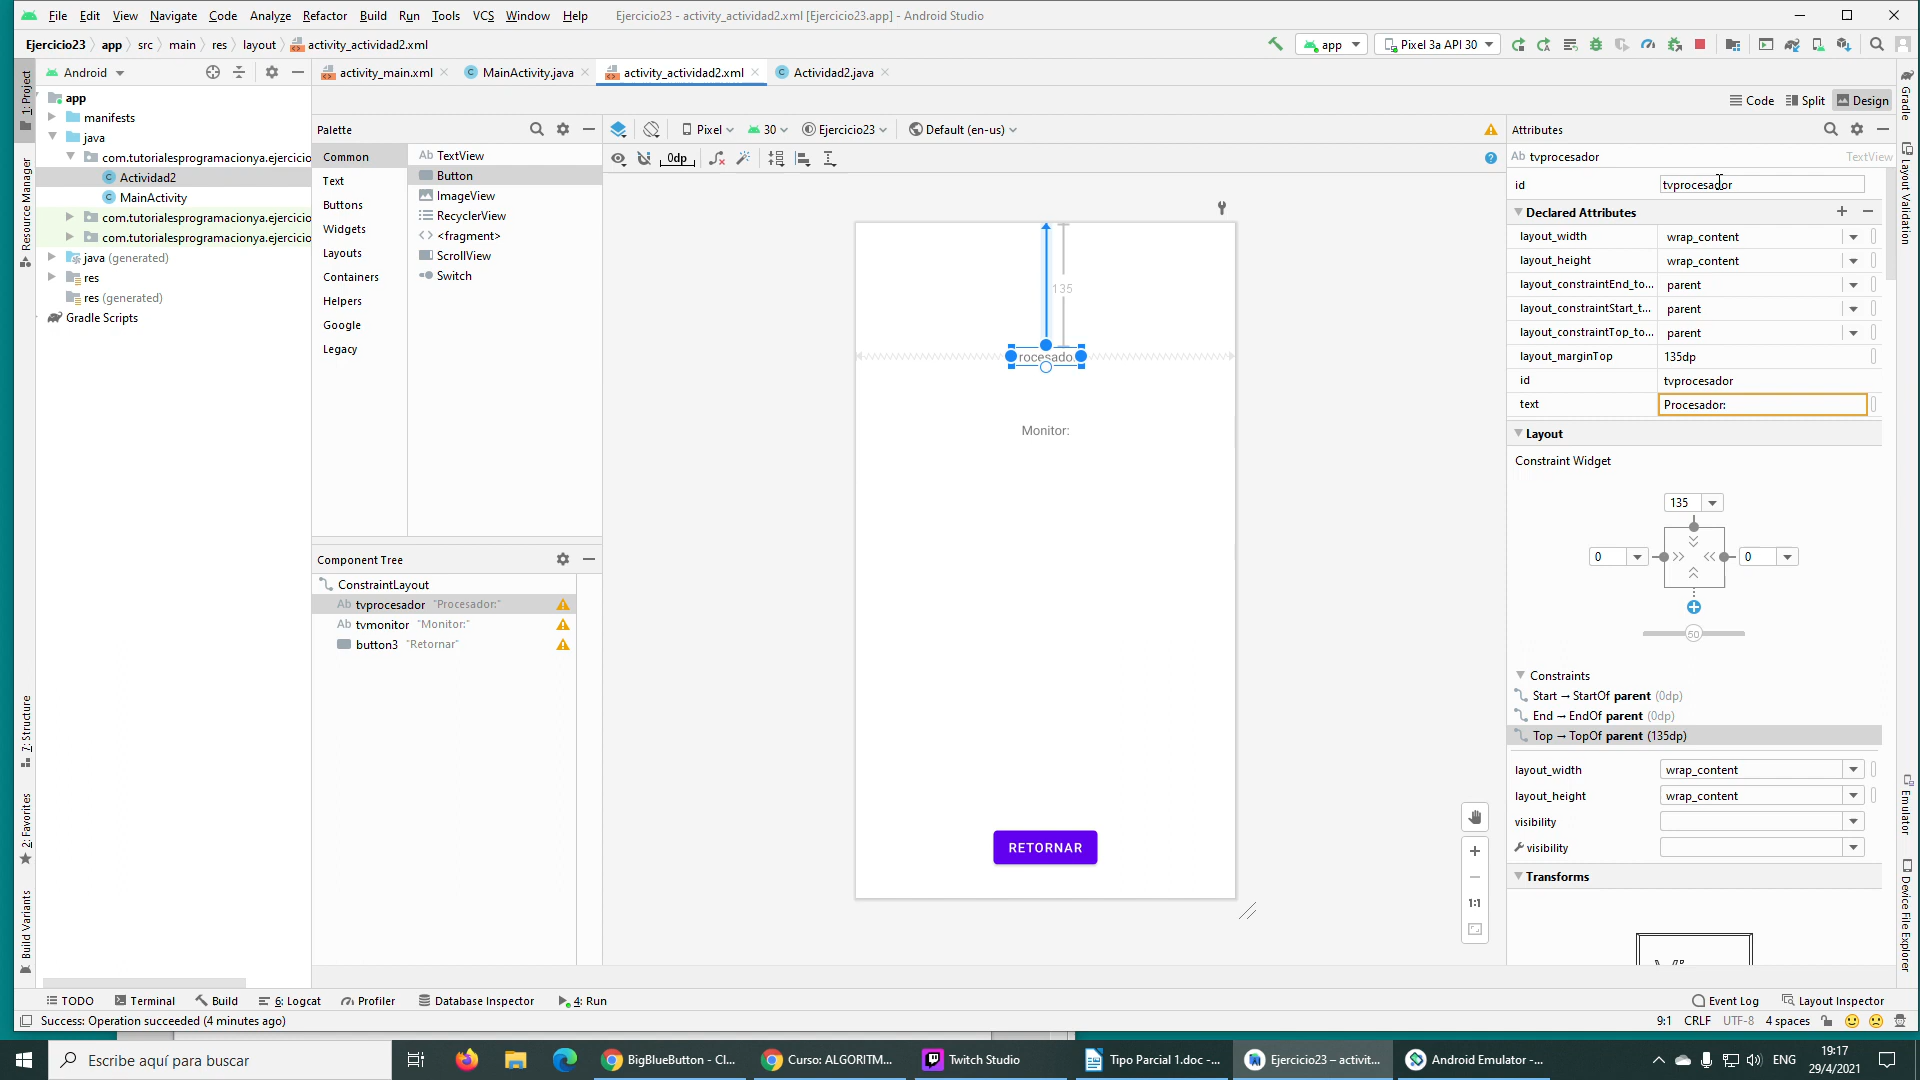 File Edit View Navigate Code Analyze Refactor Build Run Tools VCS Window Help Ejercicio23 - activity_actividad2.xml [Ejercicio23.app] - Android Studio
Ejercicio23 app src main res layout activity_actividad2.xml app Pixel 3a API 30
Android activity_main.xml MainActivity.java activity_actividad2.xml Actividad2.java
Code Split Design
1: Project
Resource Manager
7: Structure
2: Favorites
Build Variants
app
manifests
java
com.tutorialesprogramacionya.ejercicio
Actividad2
MainActivity
com.tutorialesprogramacionya.ejercicio
com.tutorialesprogramacionya.ejercicio
java (generated)
res
res (generated)
Gradle Scripts
Palette
Common
Text
Buttons
Widgets
Layouts
Containers
Helpers
Google
Legacy
Ab TextView
Button
ImageView
RecyclerView
<fragment>
ScrollView
Switch
Component Tree
ConstraintLayout
Ab tvprocesador "Procesador:"
Ab tvmonitor "Monitor:"
button3 "Retornar"
Pixel 30 Ejercicio23 Default (en-us)
0dp
135
rocesado
Monitor:
RETORNAR
1:1
Attributes
Ab tvprocesador TextView
id tvprocesador
Declared Attributes
layout_width wrap_content
layout_height wrap_content
layout_constraintEnd_to... parent
layout_constraintStart_t... parent
layout_constraintTop_to... parent
layout_marginTop 135dp
id tvprocesador
text Procesador:
Layout
Constraint Widget
135
0 0
50
Constraints
Start → StartOf parent (0dp)
End → EndOf parent (0dp)
Top → TopOf parent (135dp)
layout_width wrap_content
layout_height wrap_content
visibility
visibility
Transforms
Gradle
Layout Validation
Emulator
Device File Explorer
TODO Terminal Build 6: Logcat Profiler Database Inspector 4: Run Event Log Layout Inspector
Success: Operation succeeded (4 minutes ago) 9:1 CRLF UTF-8 4 spaces
Escribe aquí para buscar BigBlueButton - Cl... Curso: ALGORITM... Twitch Studio Tipo Parcial 1.doc -... Ejercicio23 – activit... Android Emulator -... ENG 19:17
29/4/2021